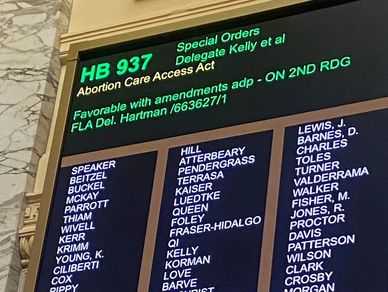 HB 937
Special Orders
Delegate Kelly et al
Abortion Care Access Act
Favorable with amendments adp - ON 2ND RDG
FLA Del. Hartman /663627/1
SPEAKER
BEITZEL
BUCKEL
MCKAY
PARROTT
THIAM
WIVELL
KERR
KRIMM
YOUNG, K.
CILIBERTI
COX
PIPPY
HILL
ATTERBEARY
PENDERGRASS
TERRASA
KAISER
LUEDTKE
QUEEN
FOLEY
FRASER-HIDALGO
QI
KELLY
KORMAN
LOVE
BARVE
LEWIS, J.
BARNES, D.
CHARLES
TOLES
TURNER
VALDERRAMA
WALKER
FISHER, M.
JONES, R.
PROCTOR
DAVIS
PATTERSON
WILSON
CLARK
CROSBY
MORGAN